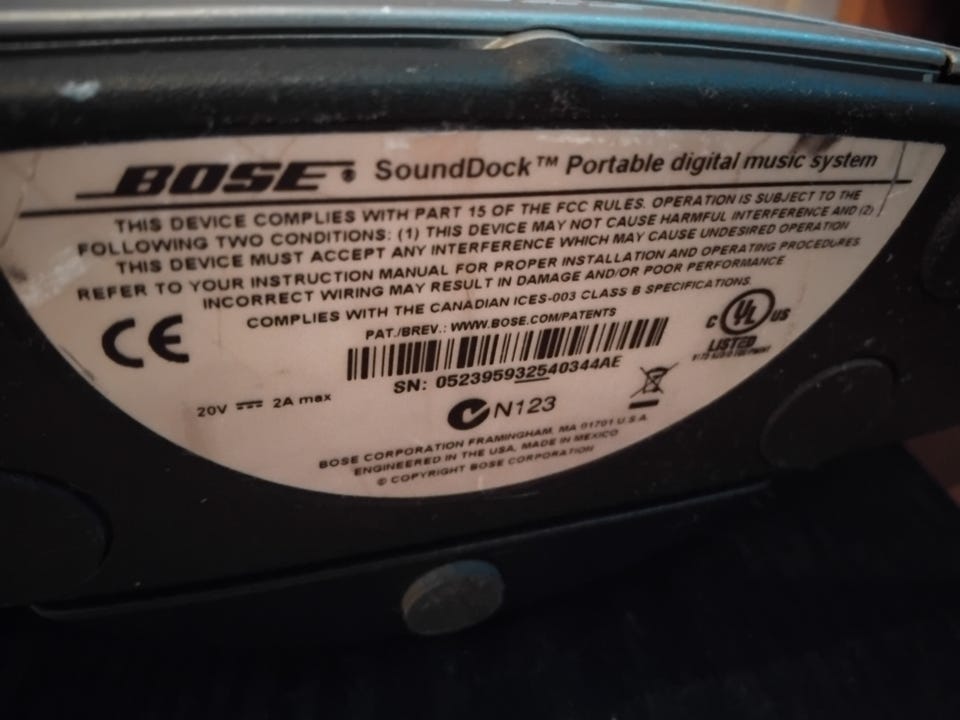 BOSE® SoundDock™ Portable digital music system
THIS DEVICE COMPLIES WITH PART 15 OF THE FCC RULES. OPERATION IS SUBJECT TO THE
FOLLOWING TWO CONDITIONS: (1) THIS DEVICE MAY NOT CAUSE HARMFUL INTERFERENCE AND (2)
THIS DEVICE MUST ACCEPT ANY INTERFERENCE WHICH MAY CAUSE UNDESIRED OPERATION
REFER TO YOUR INSTRUCTION MANUAL FOR PROPER INSTALLATION AND OPERATING PROCEDURES
INCORRECT WIRING MAY RESULT IN DAMAGE AND/OR POOR PERFORMANCE
COMPLIES WITH THE CANADIAN ICES-003 CLASS B SPECIFICATIONS.
PAT./REV.: WWW.BOSE.COM/PATENTS
CE
C UL US
LISTED
SN: 052395932540344AE
20V 2A max
N123
BOSE CORPORATION FRAMINGHAM, MA 01701 U.S.A.
ENGINEERED IN THE USA, MADE IN MEXICO
© COPYRIGHT BOSE CORPORATION